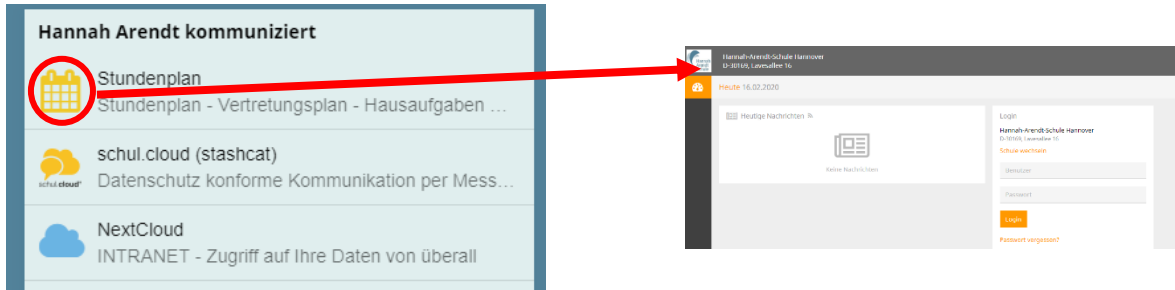 Hannah Arendt kommuniziert
Stundenplan
Stundenplan - Vertretungsplan - Hausaufgaben ...
schul.cloud (stashcat)
schul.cloud°
Datenschutz konforme Kommunikation per Mess...
NextCloud
INTRANET - Zugriff auf Ihre Daten von überall
Hannah-Arendt-Schule Hannover
D-30169, Lavesallee 16
Heute 16.02.2020
Heutige Nachrichten
Keine Nachrichten
Login
Hannah-Arendt-Schule Hannover
D-30169, Lavesallee 16
Schule wechseln
Benutzer
Passwort
Login
Passwort vergessen?